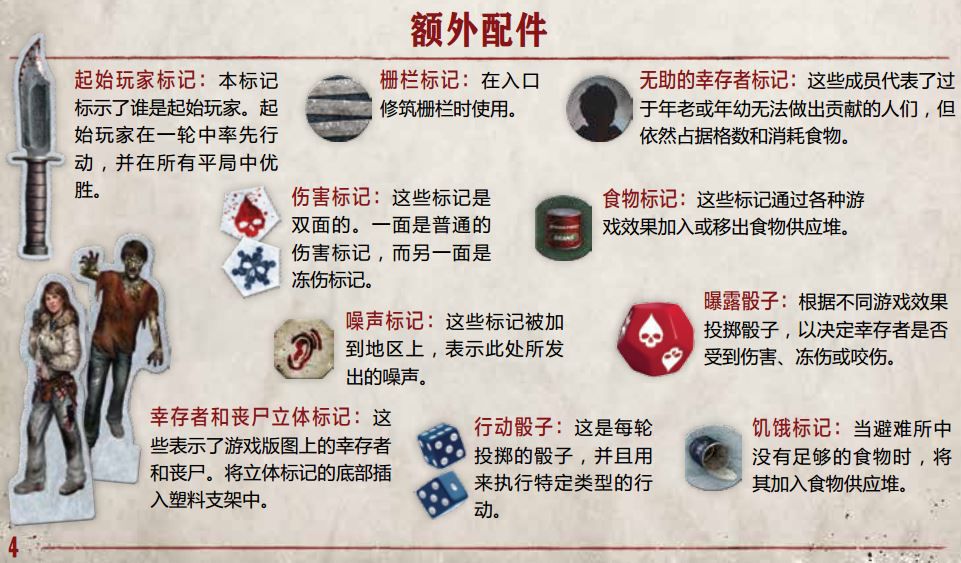 额外配件
起始玩家标记：本标记
标示了谁是起始玩家。起
始玩家在一轮中率先行
动，并在所有平局中优
胜。
栅栏标记：在入口
修筑栅栏时使用。
无助的幸存者标记：这些成员代表了过
于年老或年幼无法做出贡献的人们，但
依然占据格数和消耗食物。
伤害标记：这些标记是
双面的。一面是普通的
伤害标记，而另一面是
冻伤标记。
食物标记：这些标记通过各种游
戏效果加入或移出食物供应堆。
BEANS
噪声标记：这些标记被加
到地区上，表示此处所发
出的噪声。
曝露骰子：根据不同游戏效果
投掷骰子，以决定幸存者是否
受到伤害、冻伤或咬伤。
幸存者和丧尸立体标记：这
些表示了游戏版图上的幸存者
和丧尸。将立体标记的底部插
入塑料支架中。
行动骰子：这是每轮
投掷的骰子，并且用
来执行特定类型的行
动。
饥饿标记：当避难所中
没有足够的食物时，将
其加入食物供应堆。
4